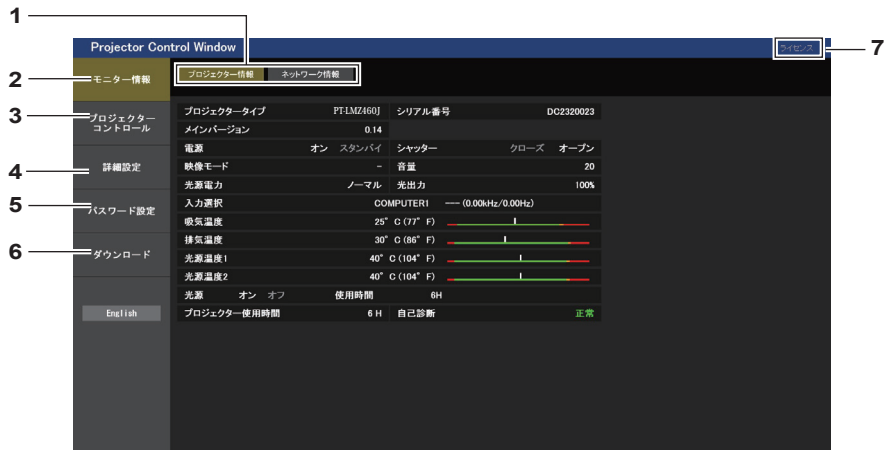 1
Projector Control Window
ライセンス
7
2
モニター情報
プロジェクター情報 ネットワーク情報
3
プロジェクター
コントロール
4
詳細設定
5
パスワード設定
6
ダウンロード
English
プロジェクタータイプ PT-LMZ460J シリアル番号 DC2320023
メインバージョン 0.14
電源 オン スタンバイ シャッター クローズ オープン
映像モード - 音量 20
光源電力 ノーマル 光出力 100%
入力選択 COMPUTER1 --- (0.00kHz/0.00Hz)
吸気温度 25° C (77° F)
排気温度 30° C (86° F)
光源温度1 40° C (104° F)
光源温度2 40° C (104° F)
光源 オン オフ 使用時間 6H
プロジェクター使用時間 6 H 自己診断 正常